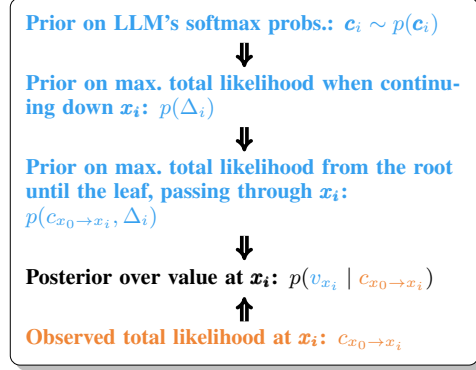 Prior on LLM's softmax probs.: c_i ∼ p(c_i)
⇓
Prior on max. total likelihood when continu-
ing down x_i: p(Δ_i)
⇓
Prior on max. total likelihood from the root
until the leaf, passing through x_i:
p(c_{x_0→x_i}, Δ_i)
⇓
Posterior over value at x_i: p(v_{x_i} | c_{x_0→x_i})
⇑
Observed total likelihood at x_i: c_{x_0→x_i}